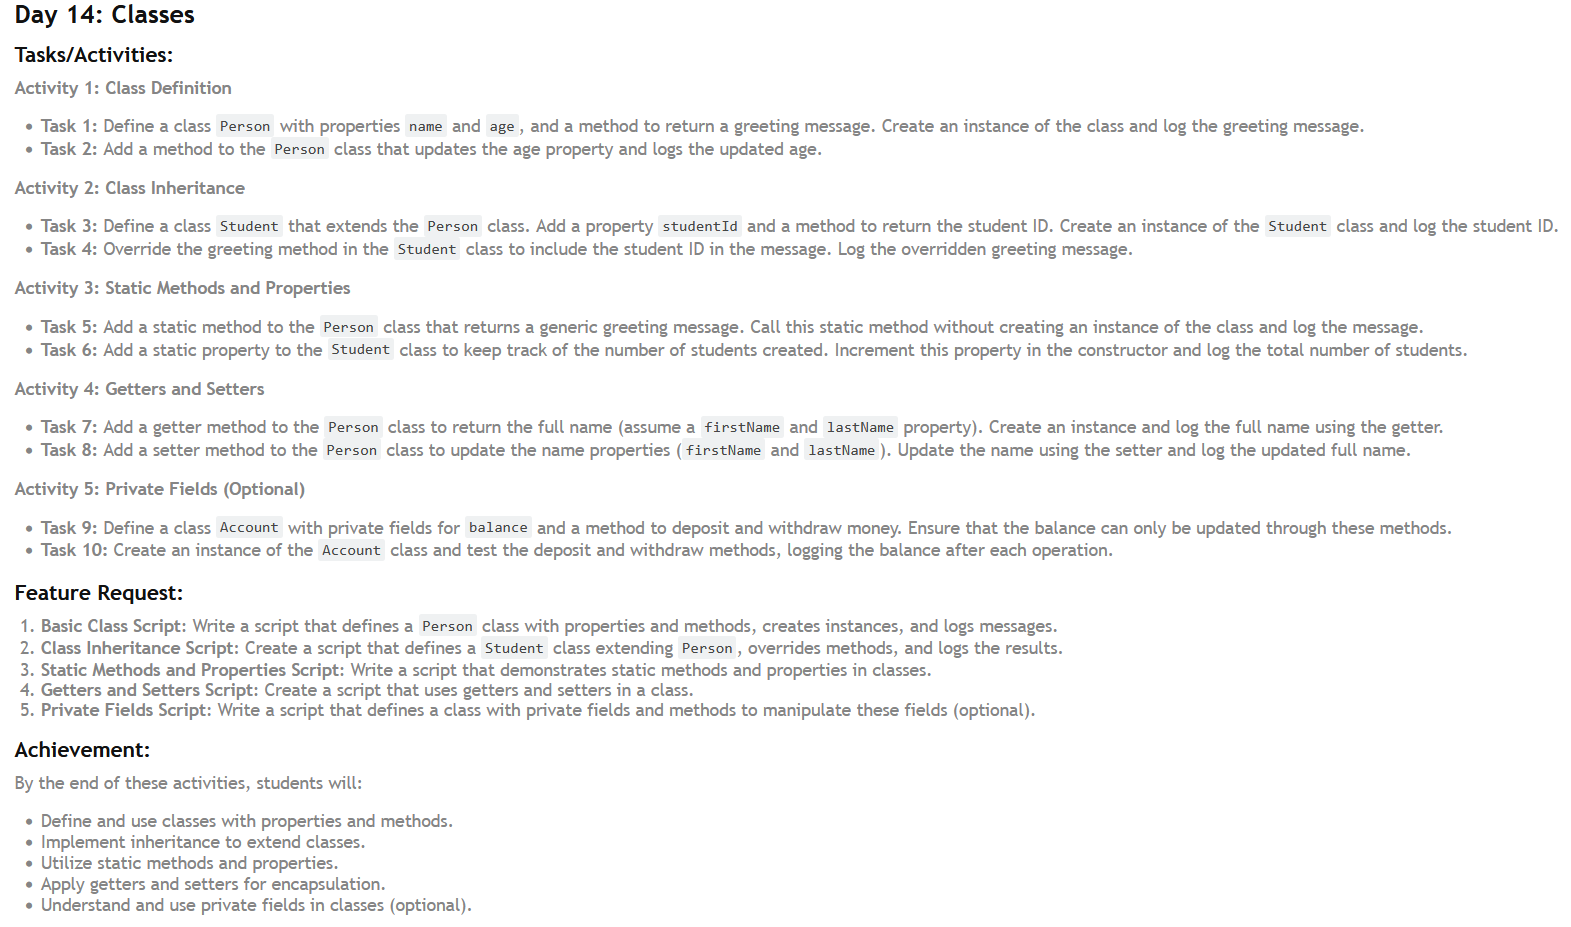 Day 14: Classes
Tasks/Activities:
Activity 1: Class Definition
• Task 1: Define a class Person with properties name and age, and a method to return a greeting message. Create an instance of the class and log the greeting message.
• Task 2: Add a method to the Person class that updates the age property and logs the updated age.
Activity 2: Class Inheritance
• Task 3: Define a class Student that extends the Person class. Add a property studentId and a method to return the student ID. Create an instance of the Student class and log the student ID.
• Task 4: Override the greeting method in the Student class to include the student ID in the message. Log the overridden greeting message.
Activity 3: Static Methods and Properties
• Task 5: Add a static method to the Person class that returns a generic greeting message. Call this static method without creating an instance of the class and log the message.
• Task 6: Add a static property to the Student class to keep track of the number of students created. Increment this property in the constructor and log the total number of students.
Activity 4: Getters and Setters
• Task 7: Add a getter method to the Person class to return the full name (assume a firstName and lastName property). Create an instance and log the full name using the getter.
• Task 8: Add a setter method to the Person class to update the name properties (firstName and lastName). Update the name using the setter and log the updated full name.
Activity 5: Private Fields (Optional)
• Task 9: Define a class Account with private fields for balance and a method to deposit and withdraw money. Ensure that the balance can only be updated through these methods.
• Task 10: Create an instance of the Account class and test the deposit and withdraw methods, logging the balance after each operation.
Feature Request:
1. Basic Class Script: Write a script that defines a Person class with properties and methods, creates instances, and logs messages.
2. Class Inheritance Script: Create a script that defines a Student class extending Person, overrides methods, and logs the results.
3. Static Methods and Properties Script: Write a script that demonstrates static methods and properties in classes.
4. Getters and Setters Script: Create a script that uses getters and setters in a class.
5. Private Fields Script: Write a script that defines a class with private fields and methods to manipulate these fields (optional).
Achievement:
By the end of these activities, students will:
• Define and use classes with properties and methods.
• Implement inheritance to extend classes.
• Utilize static methods and properties.
• Apply getters and setters for encapsulation.
• Understand and use private fields in classes (optional).